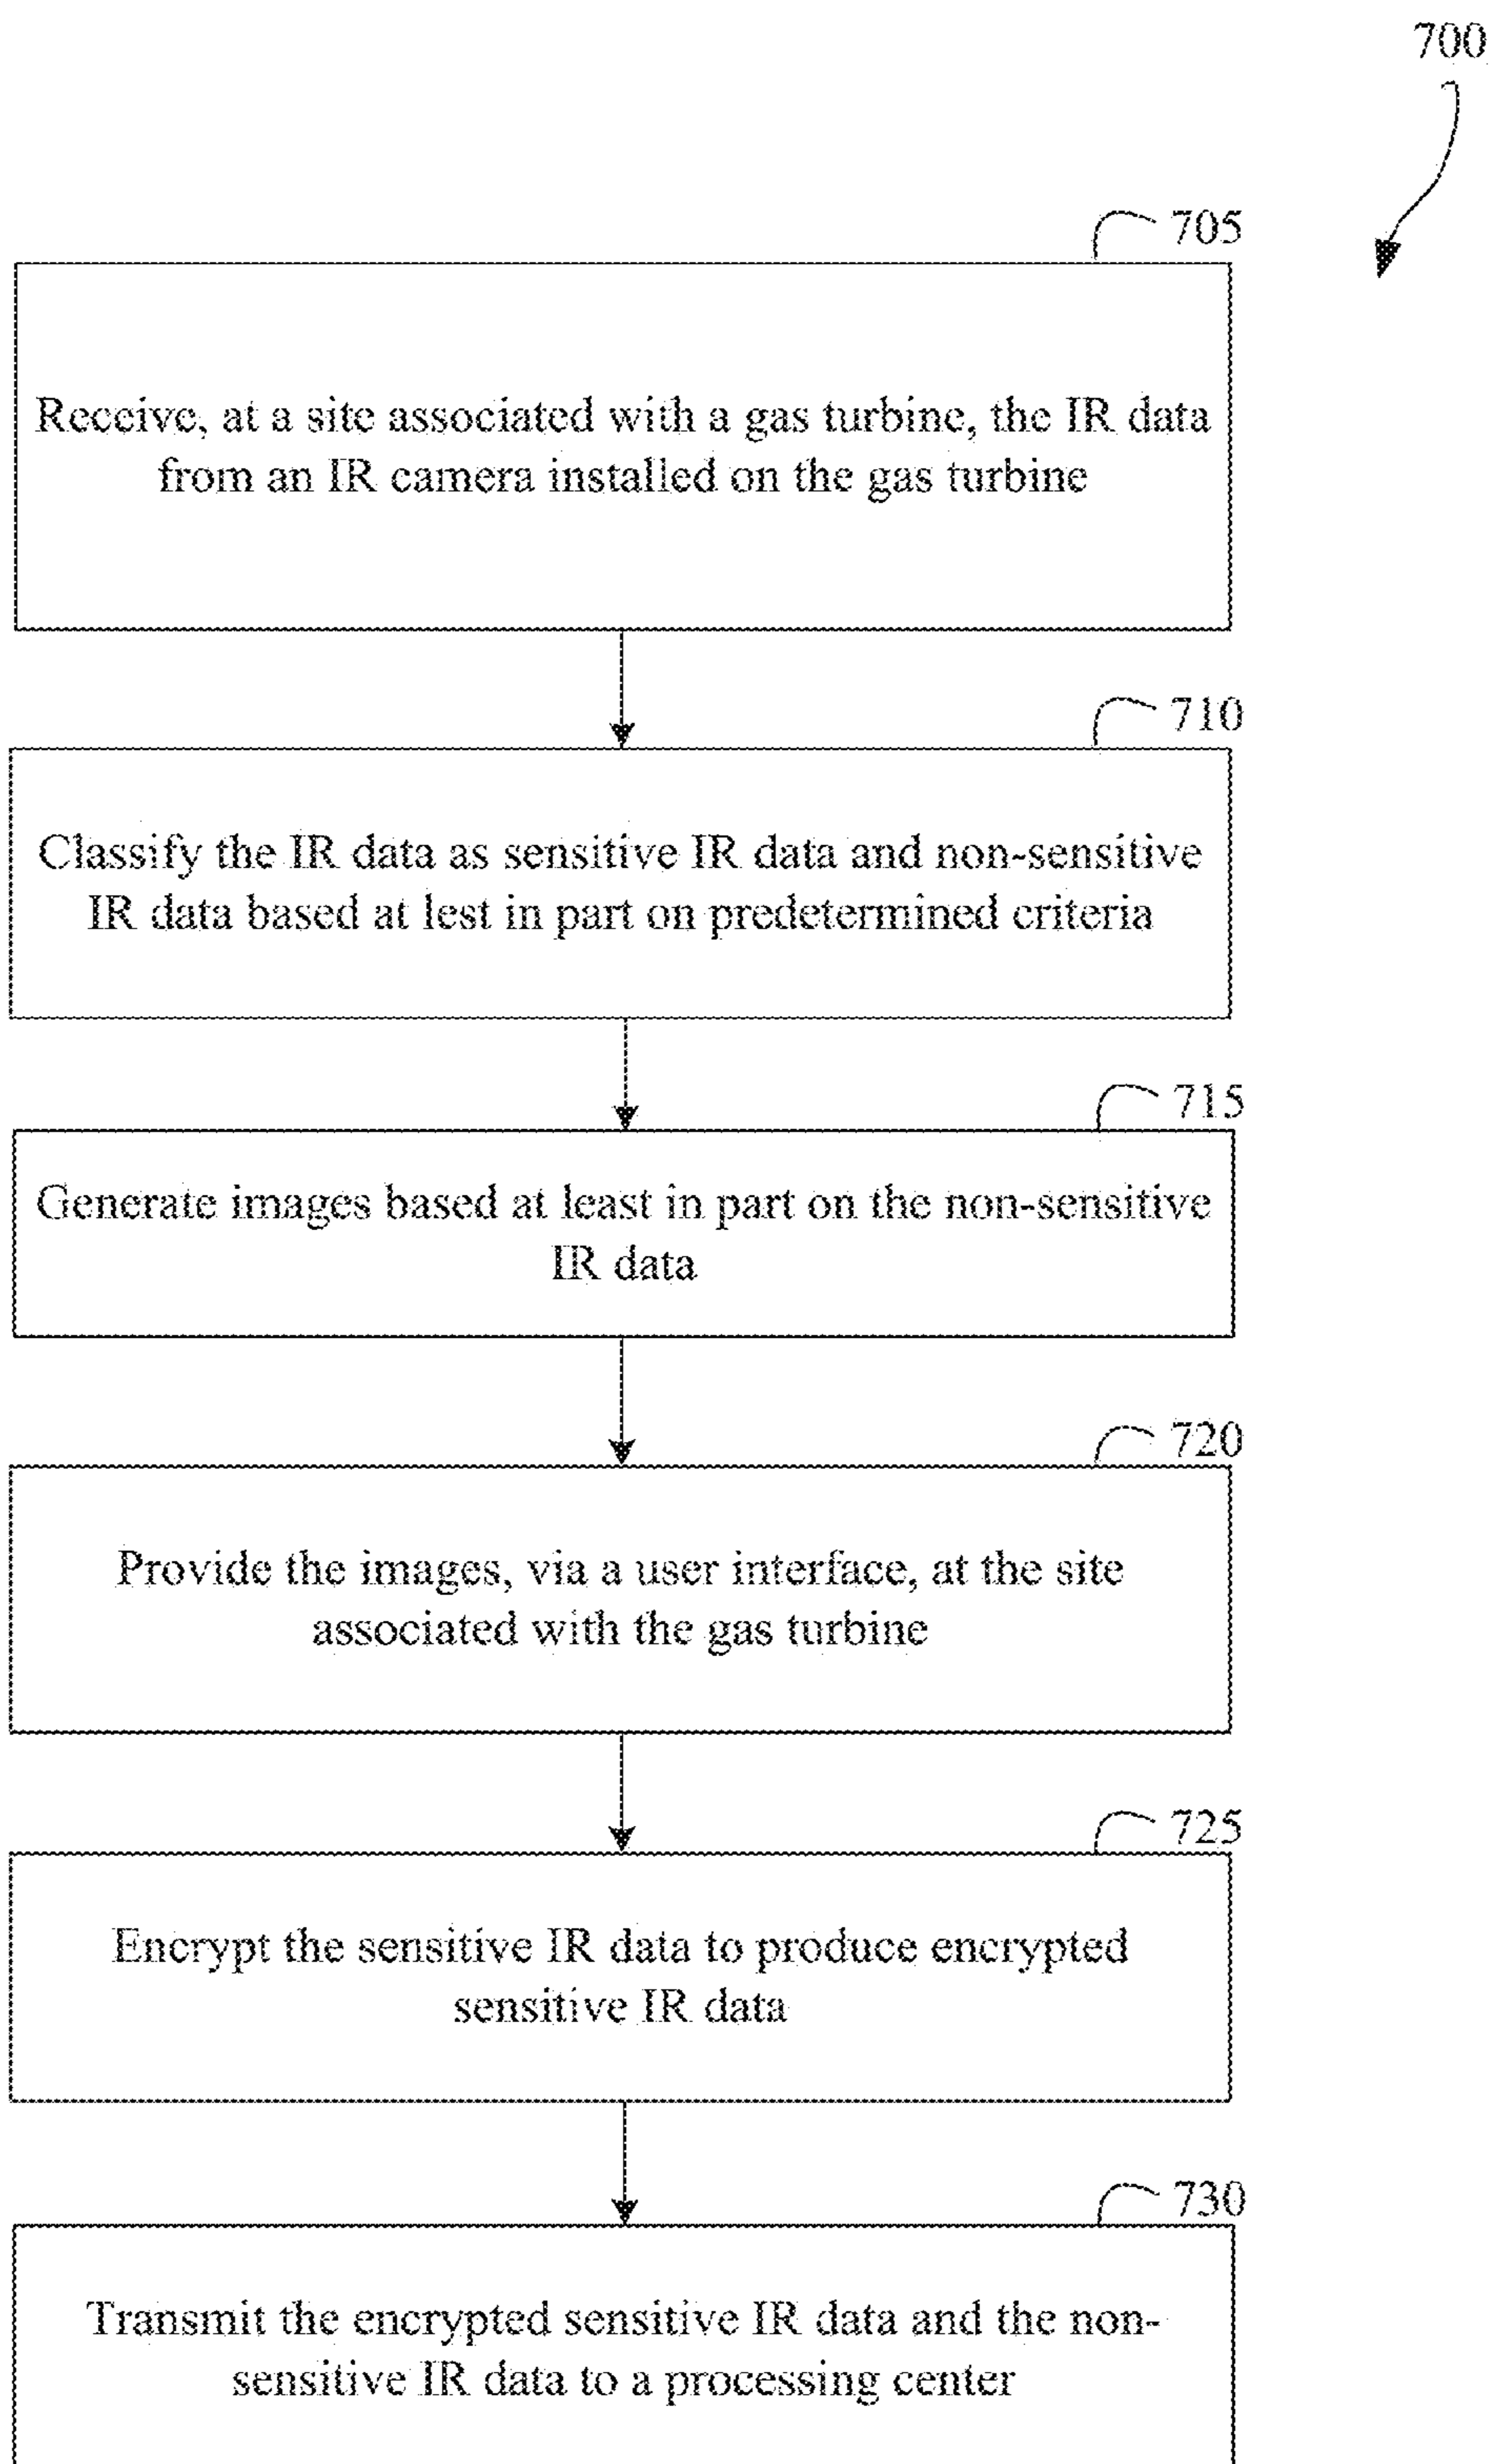 700
705
Receive, at a site associated with a gas turbine, the IR data
from an IR camera installed on the gas turbine
710
Classify the IR data as sensitive IR data and non-sensitive
IR data based at lest in part on predetermined criteria
715
Generate images based at least in part on the non-sensitive
IR data
720
Provide the images, via a user interface, at the site
associated with the gas turbine
725
Encrypt the sensitive IR data to produce encrypted
sensitive IR data
730
Transmit the encrypted sensitive IR data and the non-
sensitive IR data to a processing center